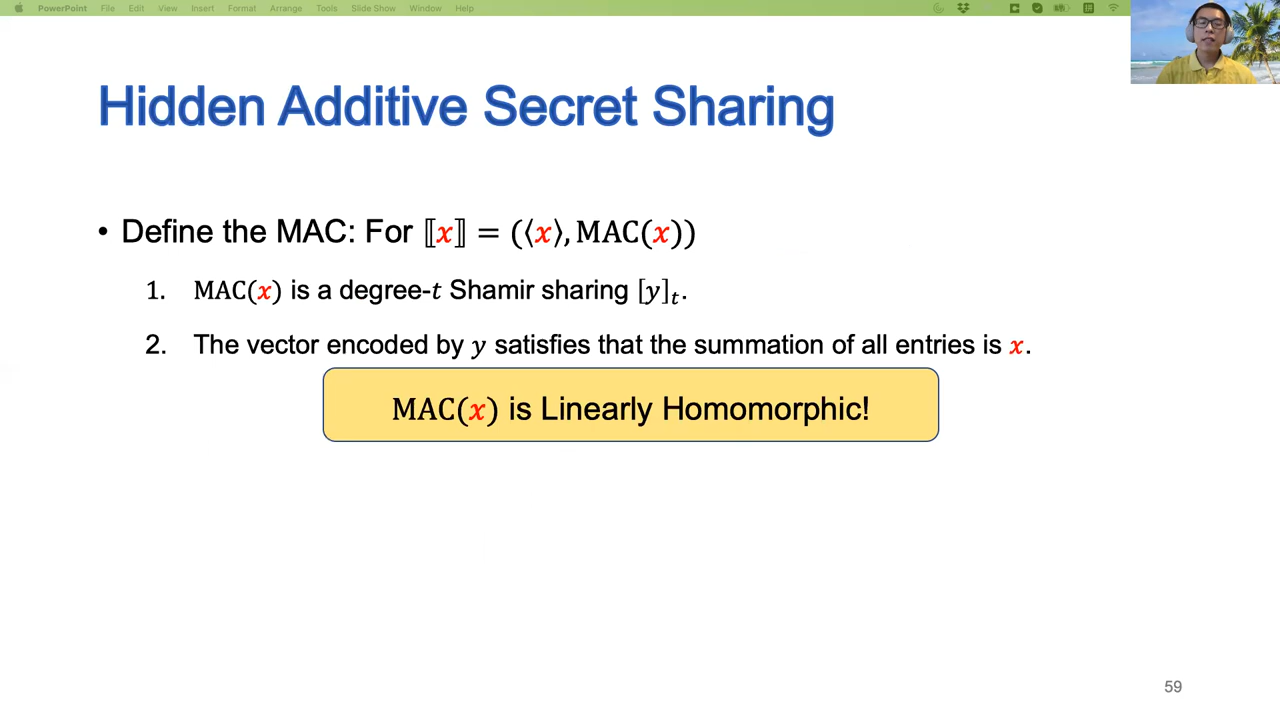 PowerPoint File Edit View Insert Format Arrange Tools Slide Show Window Help
Hidden Additive Secret Sharing
• Define the MAC: For ⟦x⟧ = (⟨x⟩, MAC(x))
1. MAC(x) is a degree-t Shamir sharing [y]ₜ.
2. The vector encoded by y satisfies that the summation of all entries is x.
MAC(x) is Linearly Homomorphic!
59